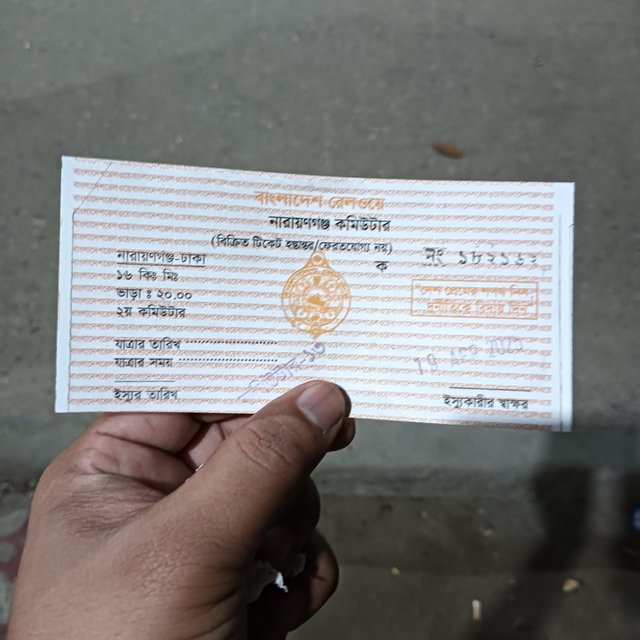 বাংলাদেশ রেলওয়ে
নারায়ণগঞ্জ কমিউটার
(বিক্রিত টিকেট হস্তান্তর/ফেরতযোগ্য নয়)
ক
নং ১৮২১৬২
নারায়ণগঞ্জ-ঢাকা
১৬ কিঃ মিঃ
ভাড়া ঃ ২০.০০
২য় কমিউটার
যাত্রার তারিখ
যাত্রার সময়
ইস্যুর তারিখ
ইস্যুকারীর স্বাক্ষর